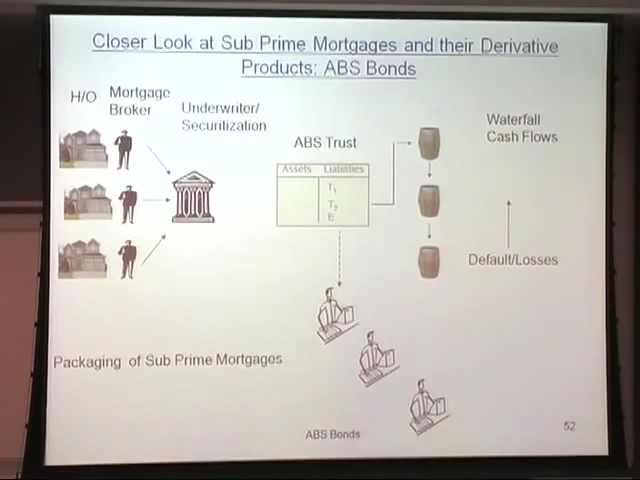 Closer Look at Sub Prime Mortgages and their Derivative
Products: ABS Bonds
H/O
Mortgage
Broker
Underwriter/
Securitization
ABS Trust
Assets Liabilities
T1
T2
E
Waterfall
Cash Flows
Default/Losses
Packaging of Sub Prime Mortgages
ABS Bonds
52